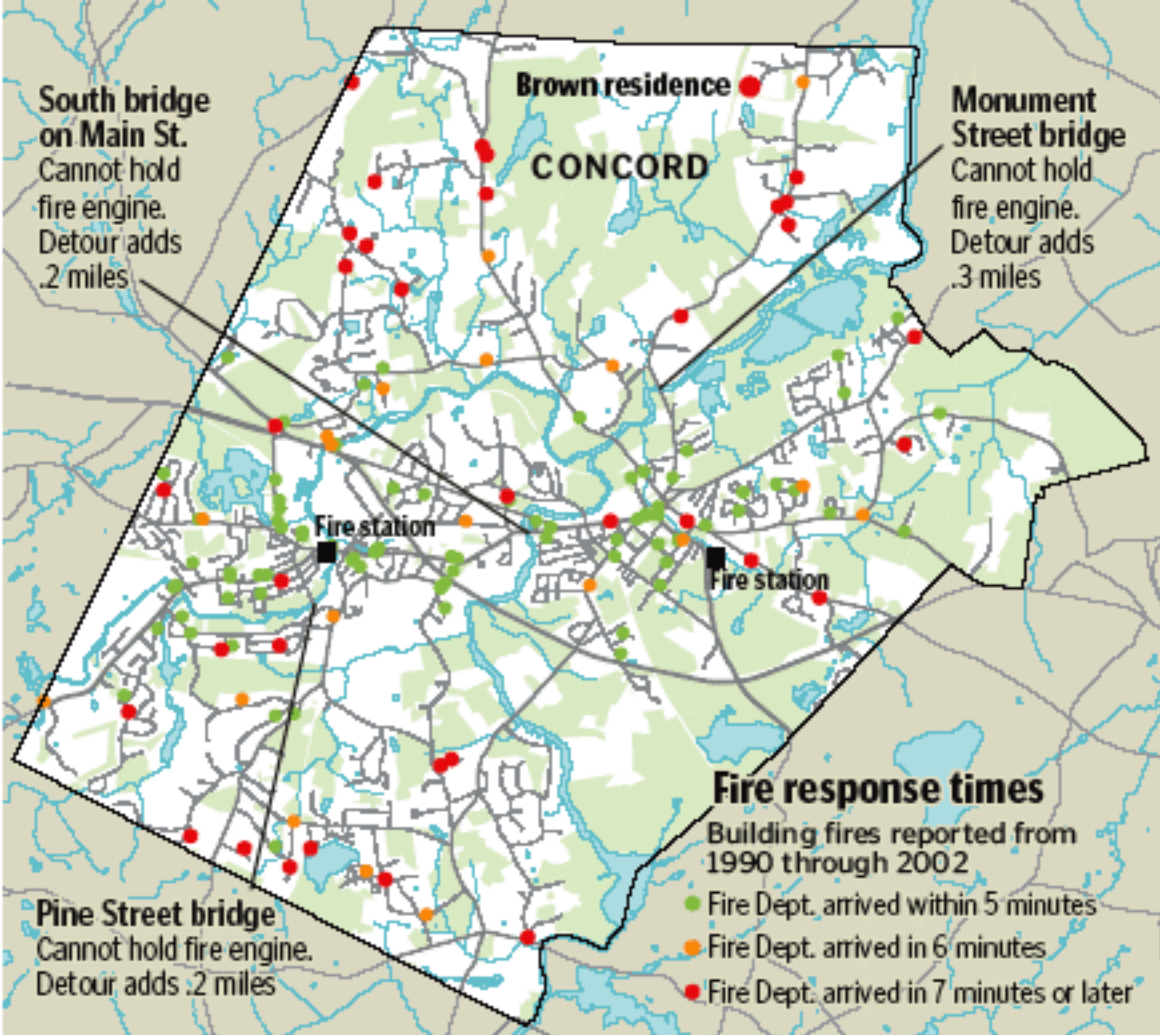 South bridge
on Main St.
Cannot hold
fire engine.
Detour adds
.2 miles
Brown residence
CONCORD
Monument
Street bridge
Cannot hold
fire engine.
Detour adds
.3 miles
Fire station
Fire station
Pine Street bridge
Cannot hold fire engine.
Detour adds .2 miles
Fire response times
Building fires reported from
1990 through 2002
Fire Dept. arrived within 5 minutes
Fire Dept. arrived in 6 minutes
Fire Dept. arrived in 7 minutes or later